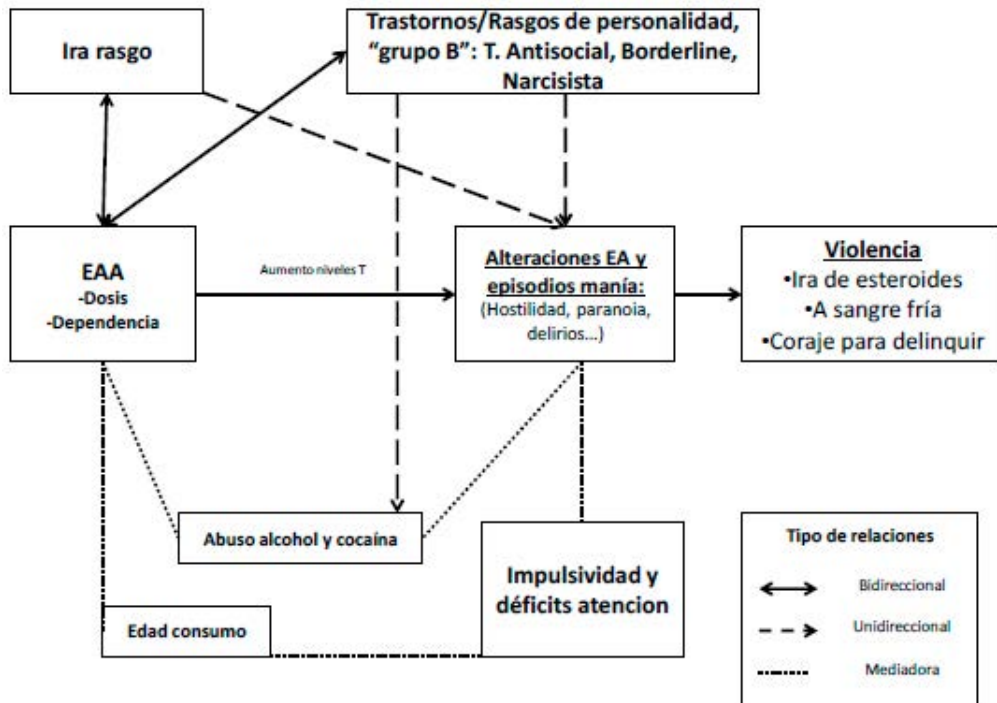 Ira rasgo
Trastornos/Rasgos de personalidad,
“grupo B”: T. Antisocial, Borderline,
Narcisista
EAA
-Dosis
-Dependencia
Aumento niveles T
Alteraciones EA y
episodios manía:
(Hostilidad, paranoia,
delirios...)
Violencia
•Ira de esteroides
•A sangre fría
•Coraje para delinquir
Abuso alcohol y cocaína
Edad consumo
Impulsividad y
déficits atencion
Tipo de relaciones
Bidireccional
Unidireccional
Mediadora